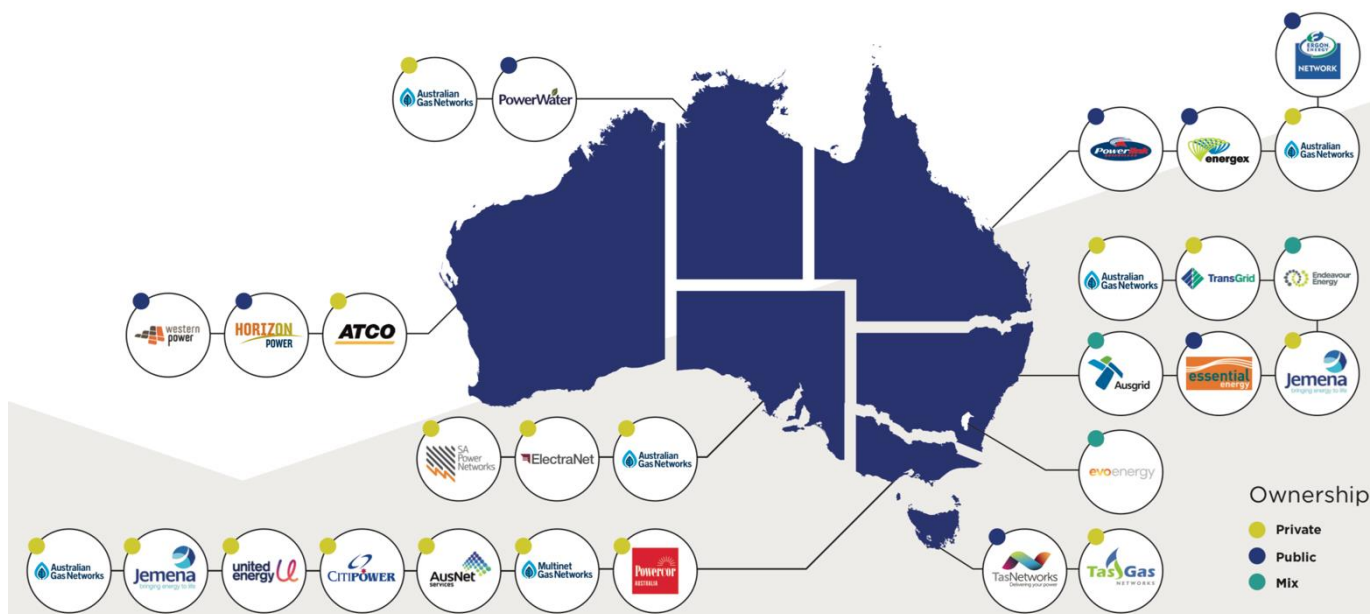 ERGON
ENERGY
NETWORK
Australian
Gas Networks
PowerWater
Powerlink
energex
Australian
Gas Networks
Australian
Gas Networks
TransGrid
Endeavour
Energy
western
power
HORIZON
POWER
ATCO
Ausgrid
essential
energy
Jemena
bringing energy to life
SA
Power
Networks
ElectraNet
Australian
Gas Networks
evoenergy
Ownership
Private
Public
Mix
Australian
Gas Networks
Jemena
bringing energy to life
united
energy
CITIPOWER
AusNet
services
Multinet
Gas Networks
Powercor
AUSTRALIA
TasNetworks
Delivering your power
TasGas
NETWORKS